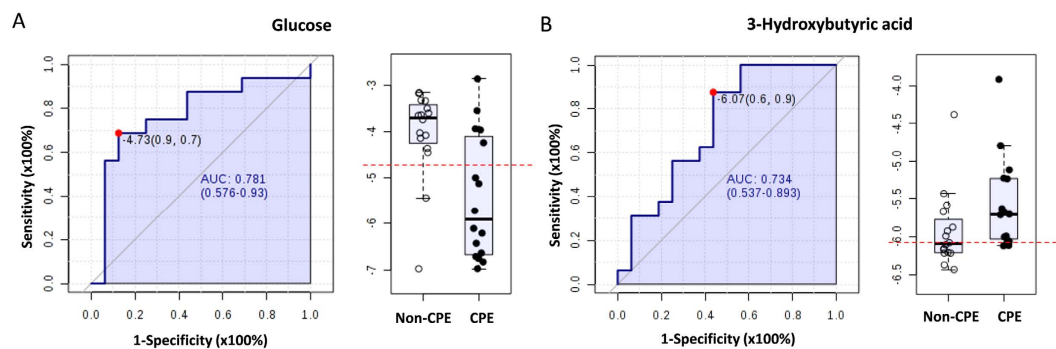 A
Glucose
Sensitivity (x100%)
1.0
0.8
0.6
0.4
0.2
0.0
-4.73(0.9, 0.7)
AUC: 0.781
(0.576-0.93)
0.0 0.2 0.4 0.6 0.8 1.0
1-Specificity (x100%)
-3
-4
-5
-6
-7
Non-CPE CPE
B
3-Hydroxybutyric acid
Sensitivity (x100%)
1.0
0.8
0.6
0.4
0.2
0.0
-6.07(0.6, 0.9)
AUC: 0.734
(0.537-0.893)
0.0 0.2 0.4 0.6 0.8 1.0
1-Specificity (x100%)
-4.0
-4.5
-5.0
-5.5
-6.0
-6.5
Non-CPE CPE